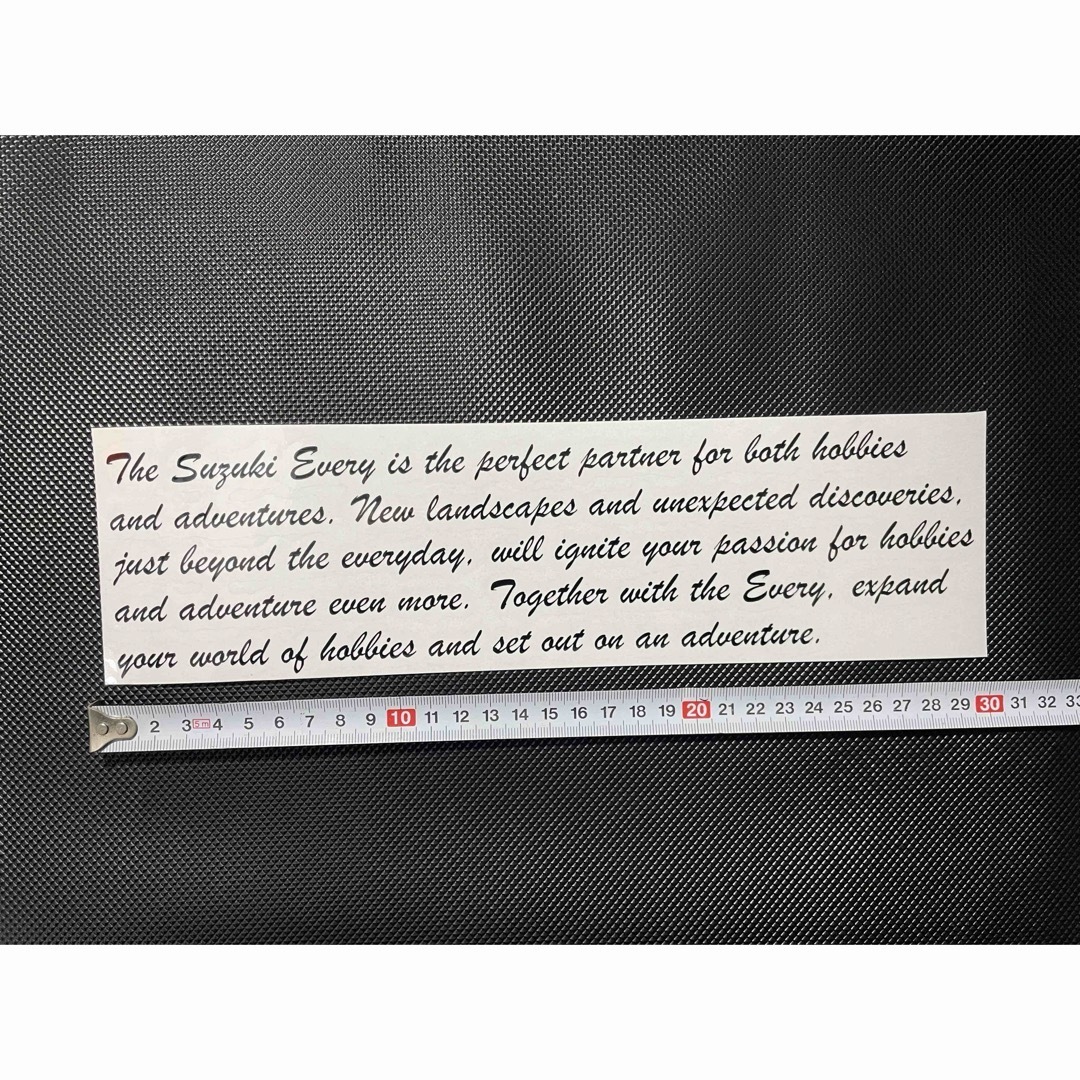 The Suzuki Every is the perfect partner for both hobbies
and adventures. New landscapes and unexpected discoveries,
just beyond the everyday, will ignite your passion for hobbies
and adventure even more. Together with the Every, expand
your world of hobbies and set out on an adventure.
2 3 5m 4 5 6 7 8 9 10 11 12 13 14 15 16 17 18 19 20 21 22 23 24 25 26 27 28 29 30 31 32 33